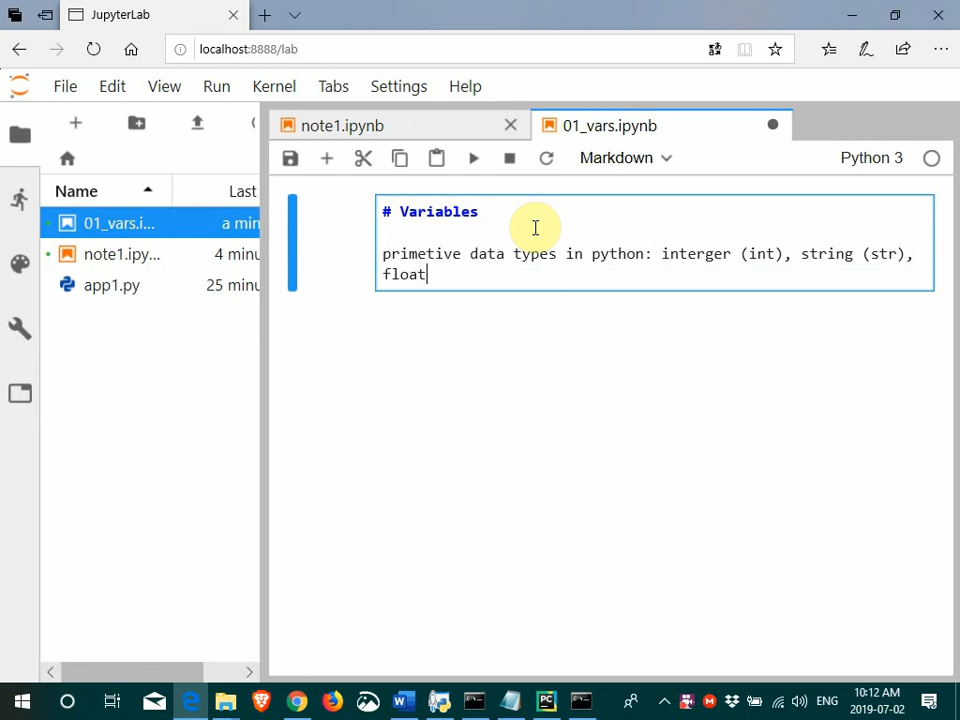 JupyterLab
localhost:8888/lab
File Edit View Run Kernel Tabs Settings Help
note1.ipynb
01_vars.ipynb
Markdown
Python 3
Name
Last
01_vars.i... a min
note1.ipy... 4 minu
app1.py 25 minu
# Variables
primetive data types in python: interger (int), string (str),
float
ENG
10:12 AM
2019-07-02